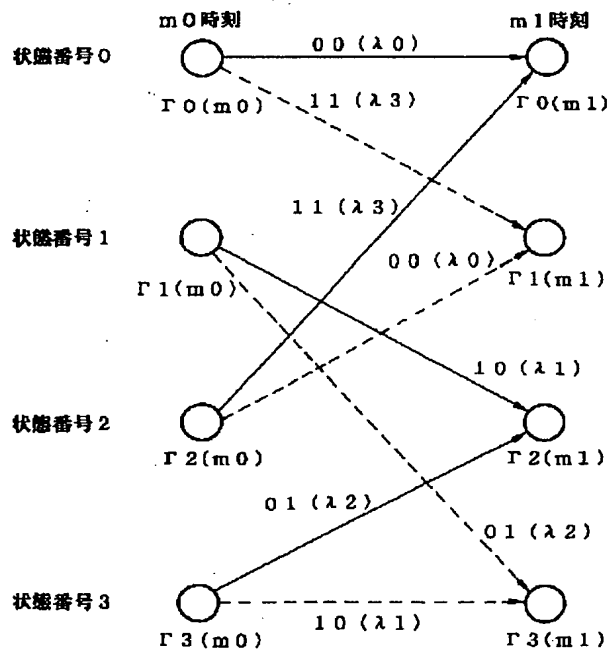 m0時刻 m1時刻
状態番号0 00(λ0)
Γ0(m0) 11(λ3) Γ0(m1)
11(λ3)
状態番号1 00(λ0)
Γ1(m0) Γ1(m1)
10(λ1)
状態番号2
Γ2(m0) Γ2(m1)
01(λ2)
01(λ2)
状態番号3
Γ3(m0) 10(λ1) Γ3(m1)